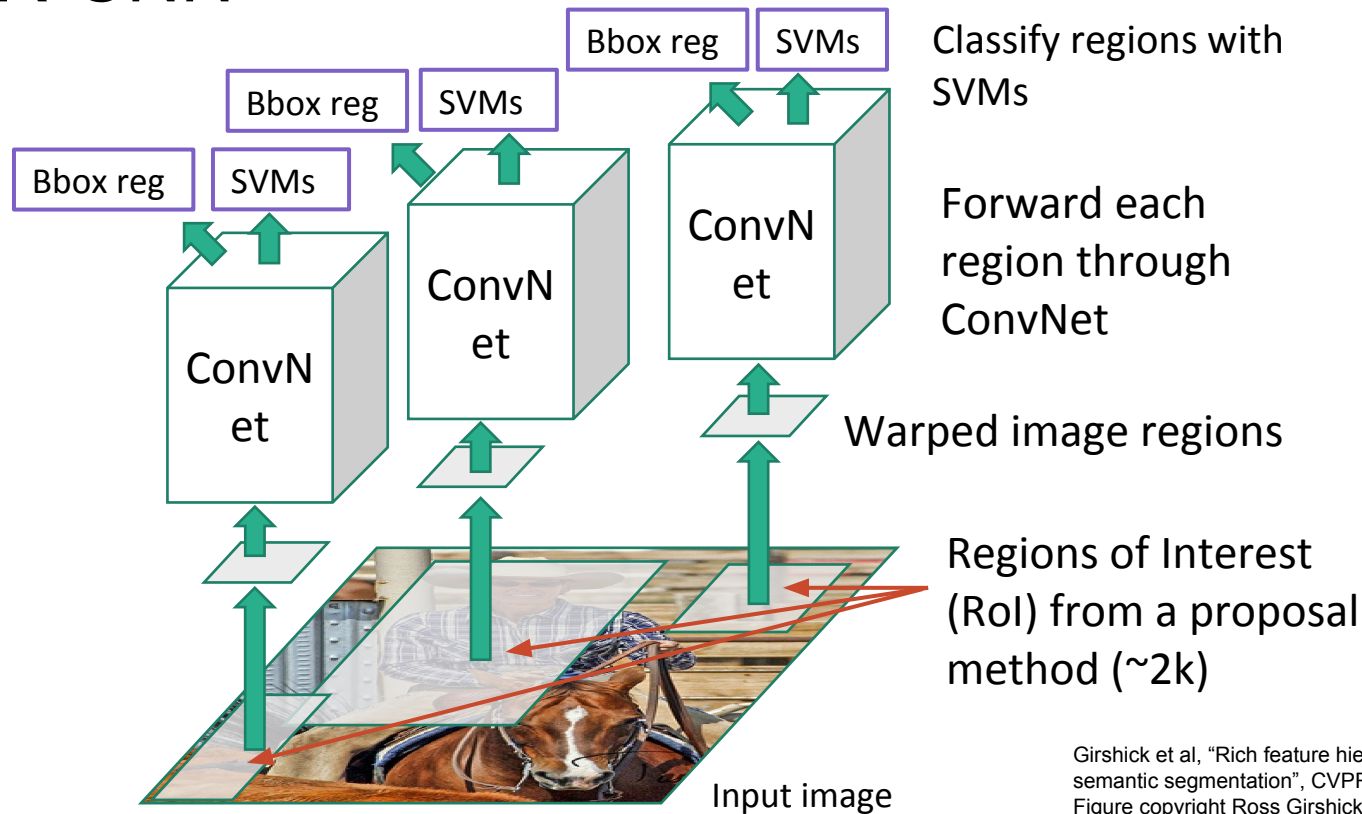 Bbox reg
SVMs
Classify regions with
SVMs
Bbox reg
SVMs
Bbox reg
SVMs
ConvN
et
ConvN
et
ConvN
et
Forward each
region through
ConvNet
Warped image regions
Regions of Interest
(RoI) from a proposal
method (~2k)
Input image
Girshick et al, “Rich feature hie
semantic segmentation”, CVPF
Figure copyright Ross Girshick